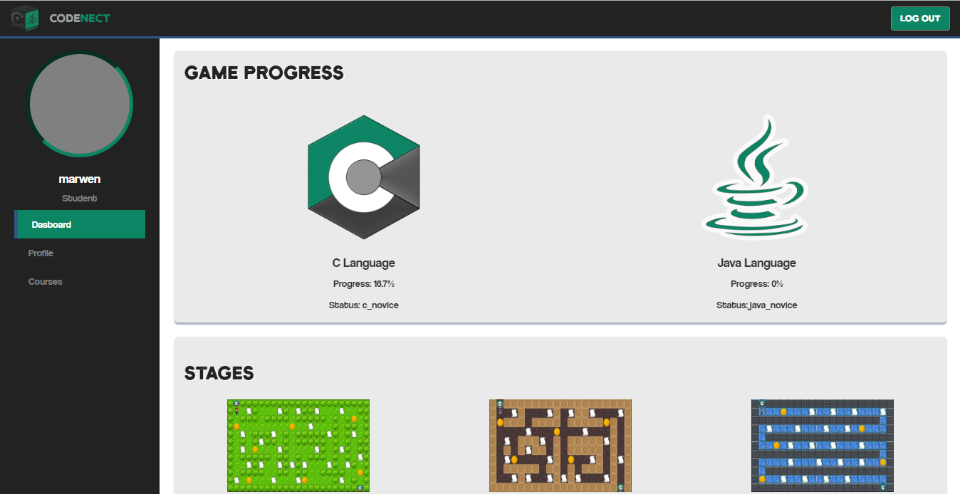 CODENECT
LOG OUT
marwen
Student
Dasboard
Profile
Courses
GAME PROGRESS
C Language
Progress: 16.7%
Status: c_novice
Java Language
Progress: 0%
Status: java_novice
STAGES